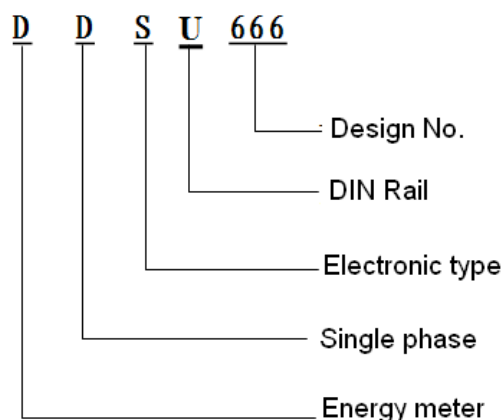 D D S U 666
Design No.
DIN Rail
Electronic type
Single phase
Energy meter